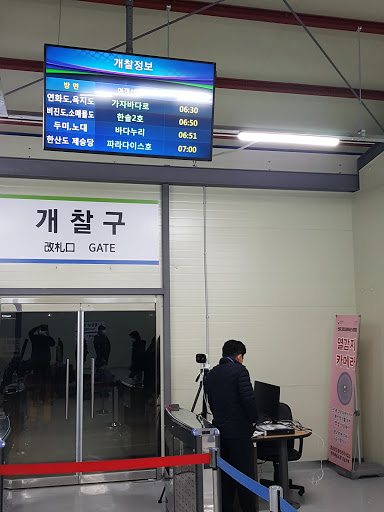 개찰정보
방 면
연화도,욕지도 가자바다로 06:30
비진도,소매물도 한솔2호 06:50
두미,노대 바다누리 06:51
한산도 제승당 파라다이스호 07:00
개찰구
改札口 GATE
열감지
카메라